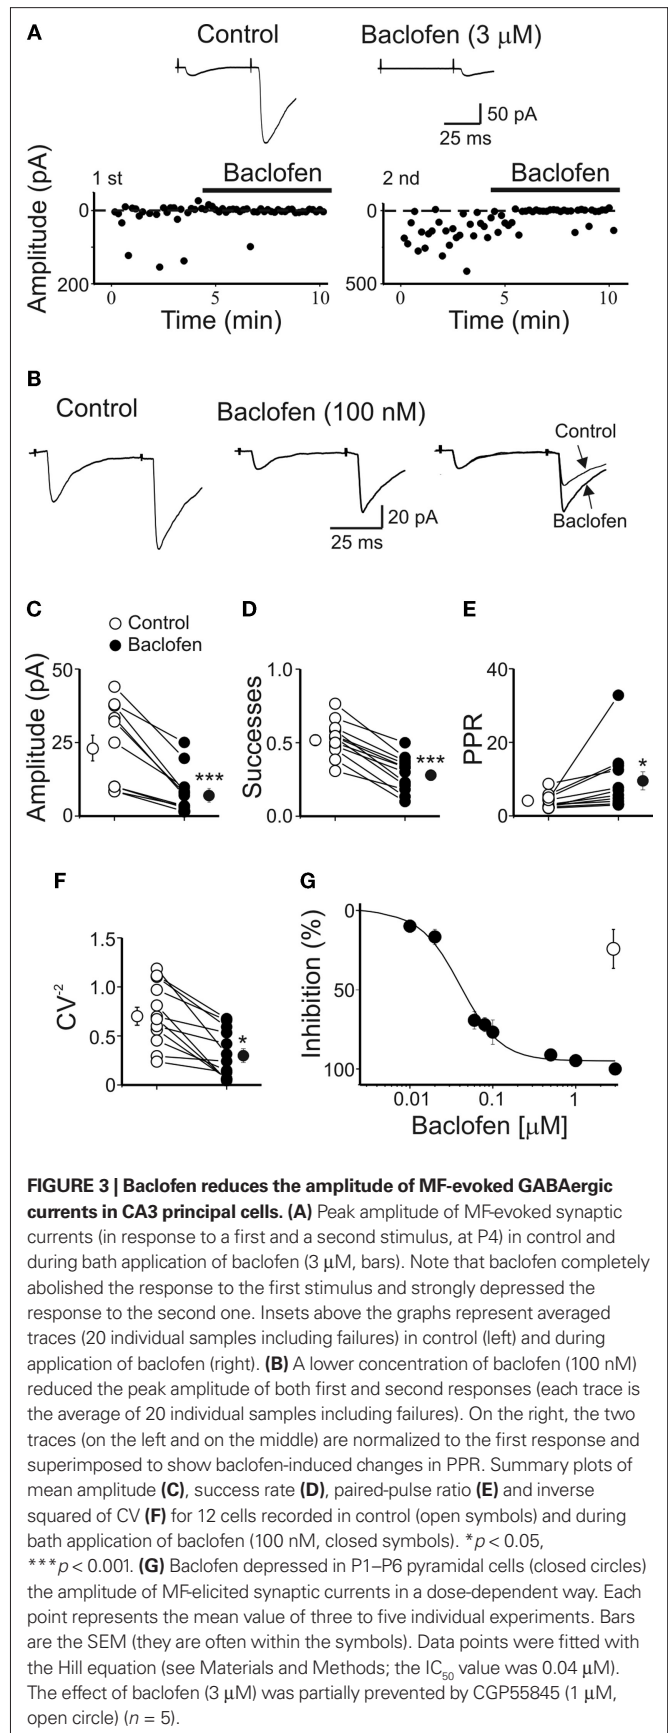 A
Control
Baclofen (3 μM)
50 pA
25 ms
Amplitude (pA)
1 st
Baclofen
0
200
0
5
10
Time (min)
2 nd
Baclofen
0
500
0
5
10
Time (min)
B
Control
Baclofen (100 nM)
Control
Baclofen
20 pA
25 ms
C
Control
Baclofen
Amplitude (pA)
50
25
0
***
D
Successes
1.0
0.5
0.0
***
E
PPR
40
20
0
*
F
CV-2
1.5
1.0
0.5
0
*
G
Inhibition (%)
0
50
100
0.01
0.1
1
Baclofen [μM]
FIGURE 3 | Baclofen reduces the amplitude of MF-evoked GABAergic
currents in CA3 principal cells. (A) Peak amplitude of MF-evoked synaptic
currents (in response to a first and a second stimulus, at P4) in control and
during bath application of baclofen (3 μM, bars). Note that baclofen completely
abolished the response to the first stimulus and strongly depressed the
response to the second one. Insets above the graphs represent averaged
traces (20 individual samples including failures) in control (left) and during
application of baclofen (right). (B) A lower concentration of baclofen (100 nM)
reduced the peak amplitude of both first and second responses (each trace is
the average of 20 individual samples including failures). On the right, the two
traces (on the left and on the middle) are normalized to the first response and
superimposed to show baclofen-induced changes in PPR. Summary plots of
mean amplitude (C), success rate (D), paired-pulse ratio (E) and inverse
squared of CV (F) for 12 cells recorded in control (open symbols) and during
bath application of baclofen (100 nM, closed symbols). *p < 0.05,
***p < 0.001. (G) Baclofen depressed in P1–P6 pyramidal cells (closed circles)
the amplitude of MF-elicited synaptic currents in a dose-dependent way. Each
point represents the mean value of three to five individual experiments. Bars
are the SEM (they are often within the symbols). Data points were fitted with
the Hill equation (see Materials and Methods; the IC50 value was 0.04 μM).
The effect of baclofen (3 μM) was partially prevented by CGP55845 (1 μM,
open circle) (n = 5).